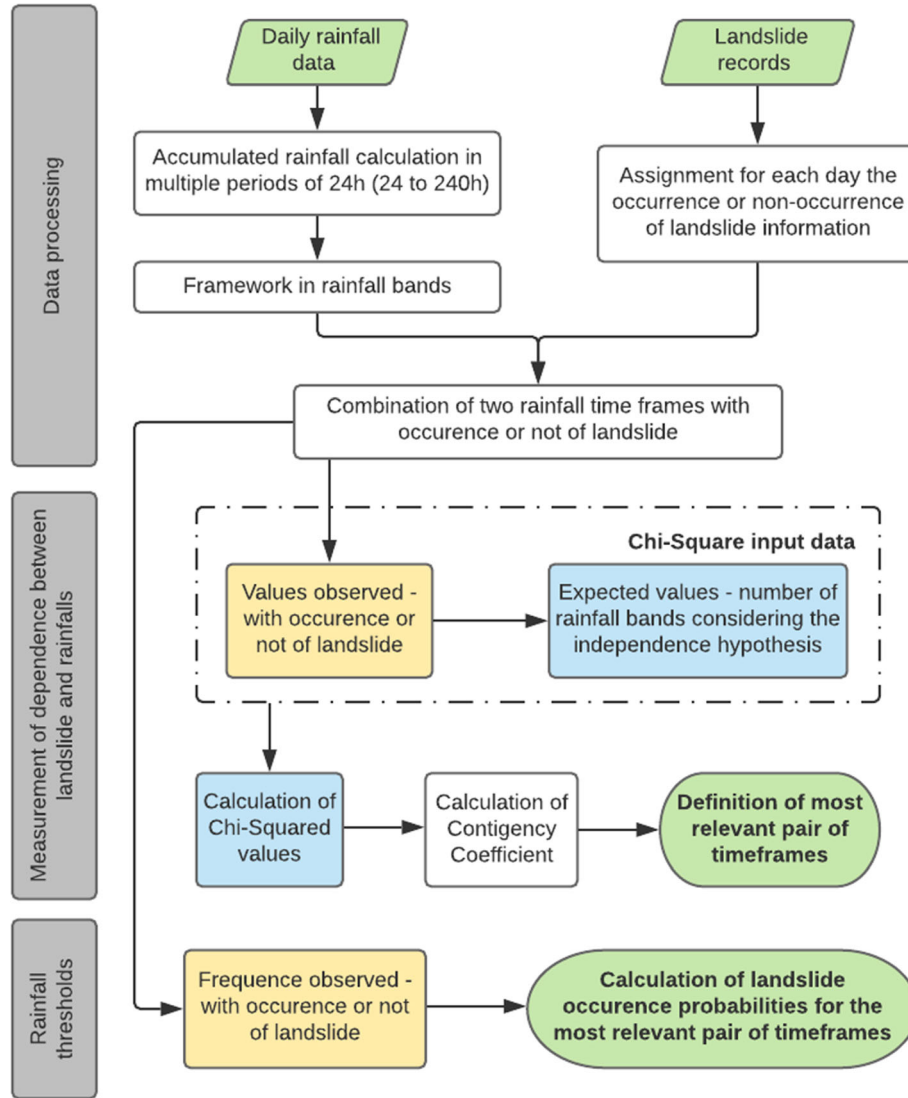 Daily rainfall
data
Landslide
records
Data processing
Accumulated rainfall calculation in
multiple periods of 24h (24 to 240h)
Assignment for each day the
occurrence or non-occurrence
of landslide information
Framework in rainfall bands
Combination of two rainfall time frames with
occurence or not of landslide
Measurement of dependence between
landslide and rainfalls
Chi-Square input data
Values observed -
with occurence or
not of landslide
Expected values - number of
rainfall bands considering the
independence hypothesis
Calculation of
Chi-Squared
values
Calculation of
Contigency
Coefficient
Definition of most
relevant pair of
timeframes
Rainfall
thresholds
Frequence observed -
with occurence or not
of landslide
Calculation of landslide
occurence probabilities for the
most relevant pair of timeframes